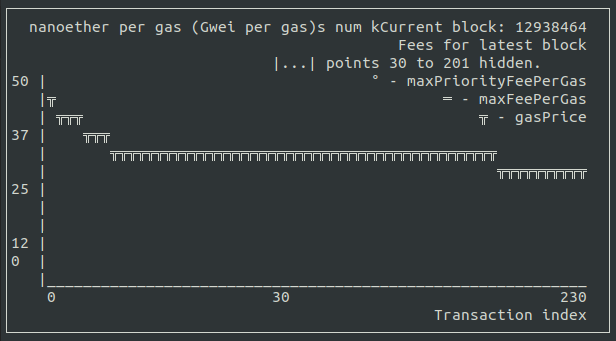 nanoether per gas (Gwei per gas)s num kCurrent block: 12938464
Fees for latest block
|...| points 30 to 201 hidden.
50 | ° - maxPriorityFeePerGas
|╦ ═ - maxFeePerGas
| ╦╦╦ ╦ - gasPrice
37 | ╦╦╦
| ╦╦╦╦╦╦╦╦╦╦╦╦╦╦╦╦╦╦╦╦╦╦╦╦╦╦╦╦╦╦╦╦╦╦╦╦╦╦╦╦╦╦╦
| ╦╦╦╦╦╦╦╦╦╦
25 |
|
|
12 |
0 |
|____________________________________________________________
0 30 230
Transaction index